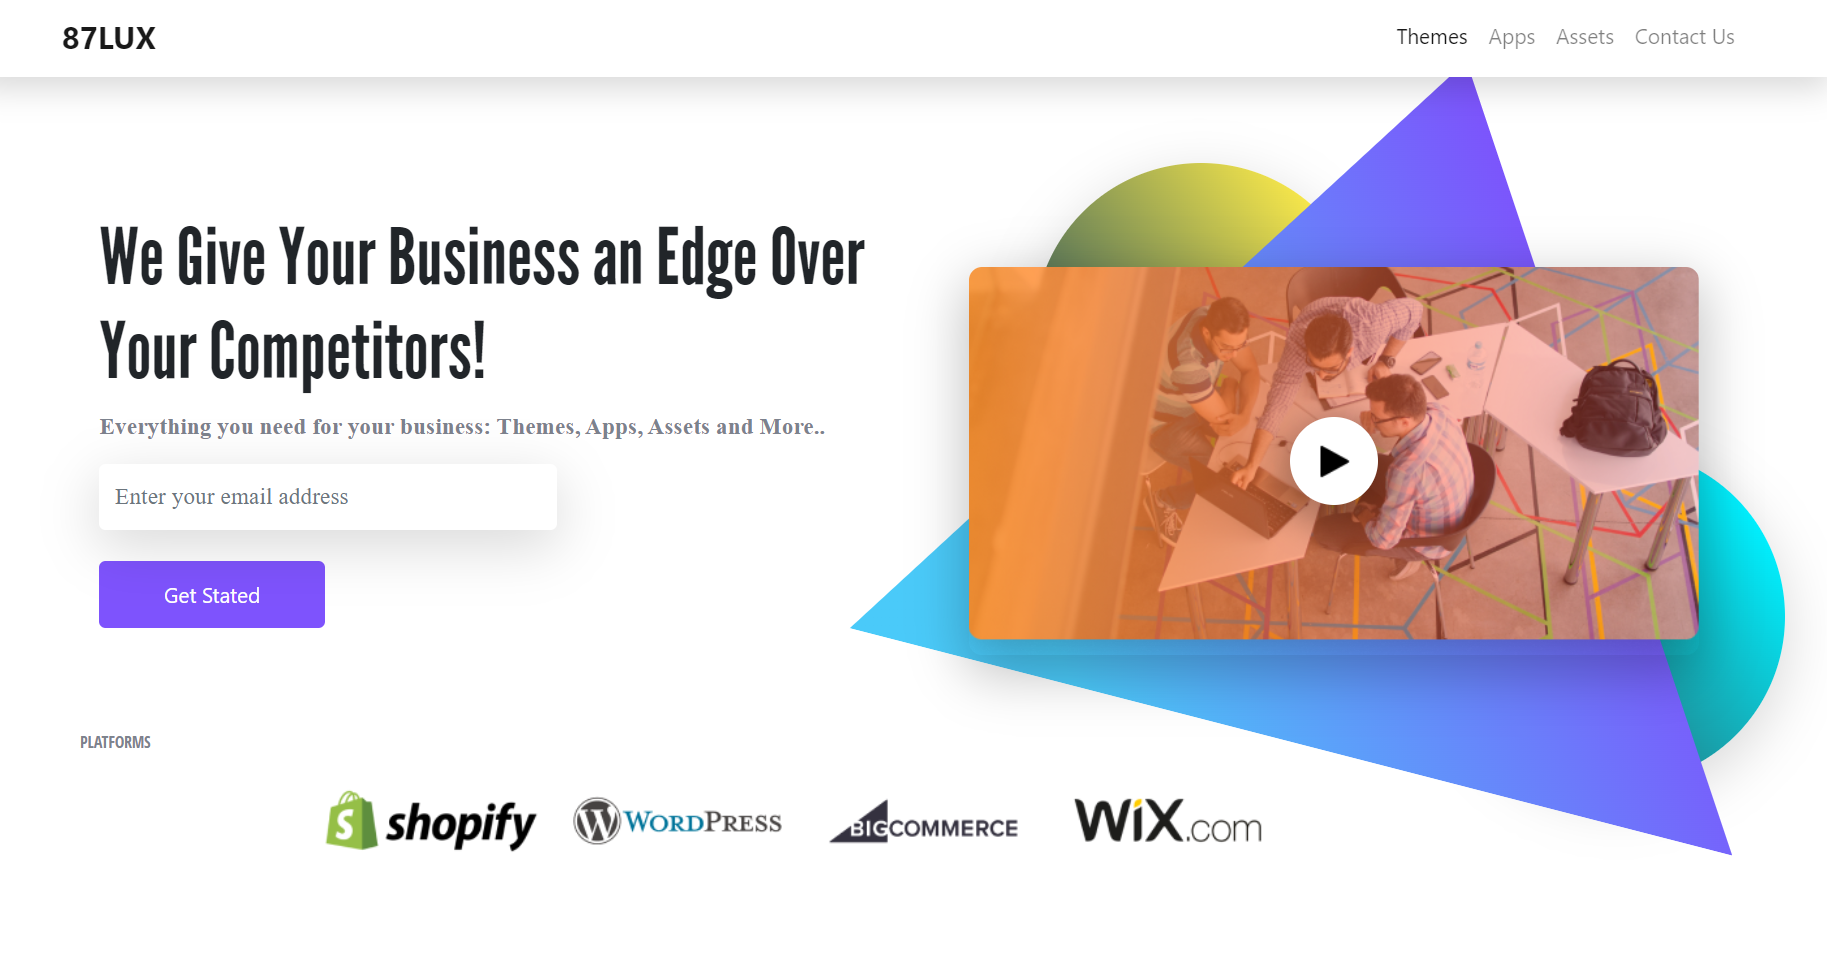 87LUX
Themes Apps Assets Contact Us
We Give Your Business an Edge Over
Your Competitors!
Everything you need for your business: Themes, Apps, Assets and More..
Enter your email address
Get Stated
PLATFORMS
S shopify
W WORDPRESS
BIGCOMMERCE
WiX.com